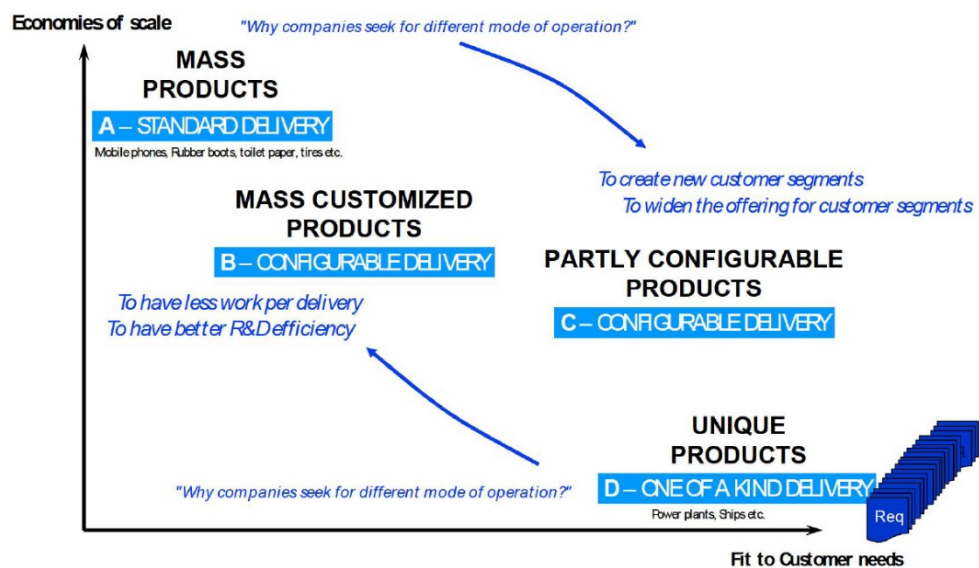 Economies of scale
"Why companies seek for different mode of operation?"
MASS
PRODUCTS
A – STANDARD DELIVERY
Mobile phones, Rubber boots, toilet paper, tires etc.
To create new customer segments
To widen the offering for customer segments
MASS CUSTOMIZED
PRODUCTS
B – CONFIGURABLE DELIVERY
PARTLY CONFIGURABLE
PRODUCTS
C – CONFIGURABLE DELIVERY
To have less work per delivery
To have better R&D efficiency
UNIQUE
PRODUCTS
"Why companies seek for different mode of operation?"
D – ONE OF A KIND DELIVERY
Power plants, Ships etc.
Req
Fit to Customer needs